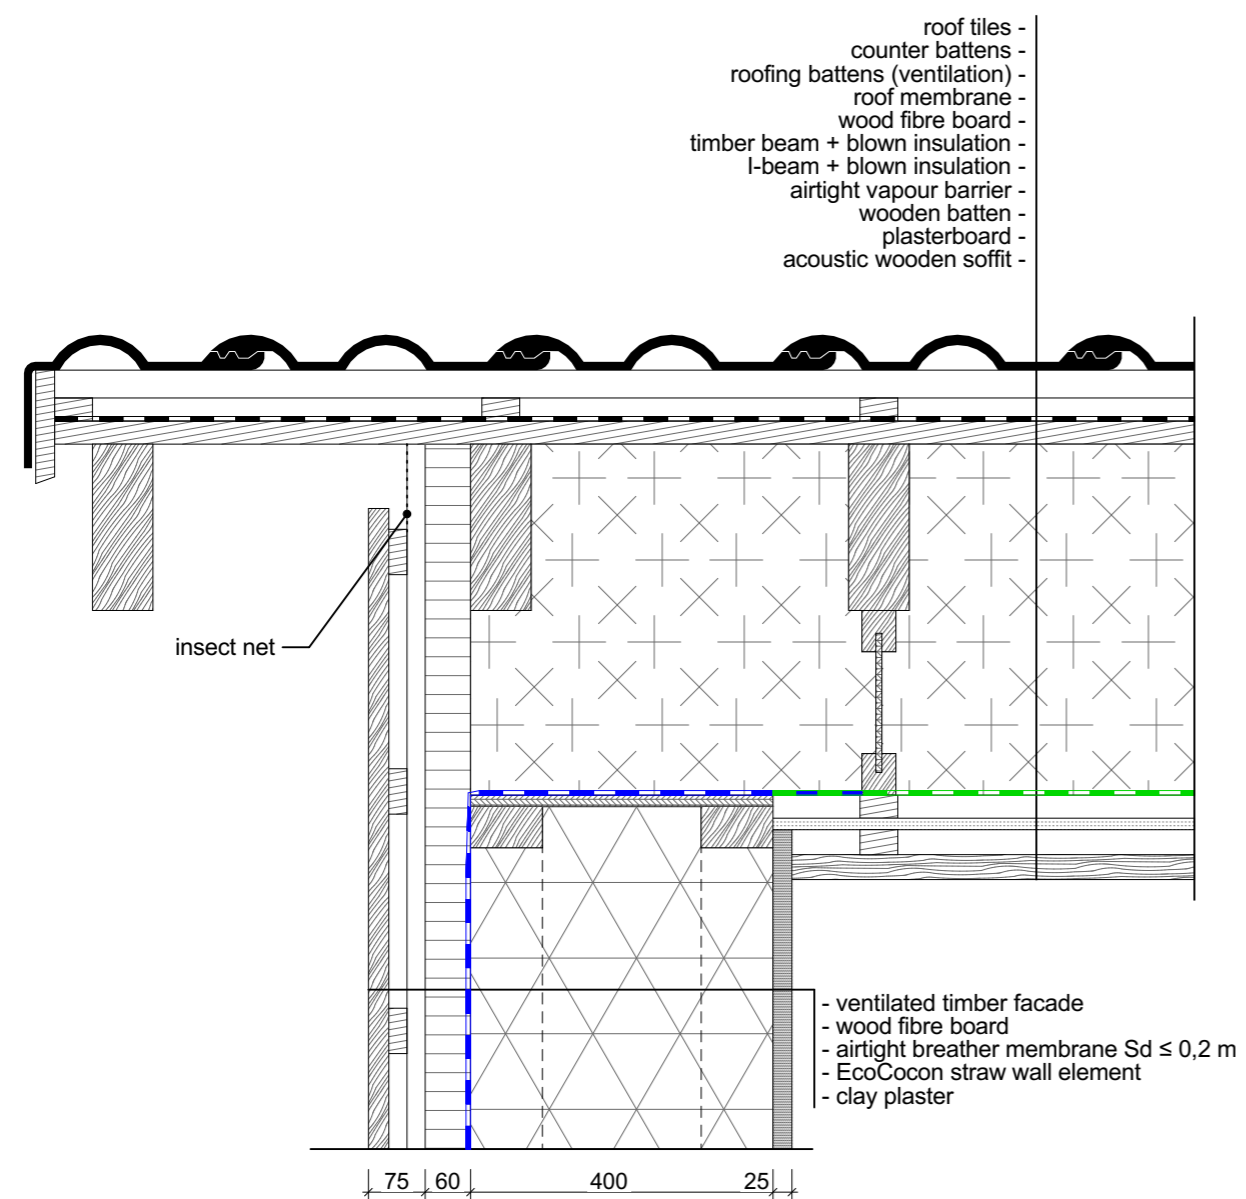 roof tiles -
counter battens -
roofing battens (ventilation) -
roof membrane -
wood fibre board -
timber beam + blown insulation -
I-beam + blown insulation -
airtight vapour barrier -
wooden batten -
plasterboard -
acoustic wooden soffit -
insect net
- ventilated timber facade
- wood fibre board
- airtight breather membrane Sd ≤ 0,2 m
- EcoCocon straw wall element
- clay plaster
75 60 400 25